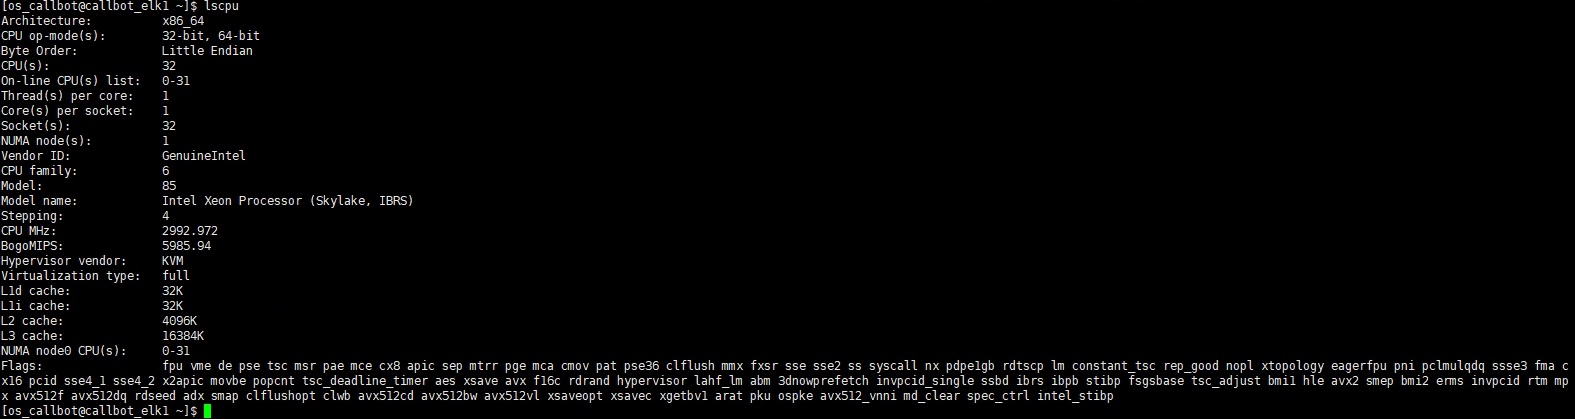 [os_callbot@callbot_elk1 ~]$ lscpu
Architecture:          x86_64
CPU op-mode(s):        32-bit, 64-bit
Byte Order:            Little Endian
CPU(s):                32
On-line CPU(s) list:   0-31
Thread(s) per core:    1
Core(s) per socket:    1
Socket(s):             32
NUMA node(s):          1
Vendor ID:             GenuineIntel
CPU family:            6
Model:                 85
Model name:            Intel Xeon Processor (Skylake, IBRS)
Stepping:              4
CPU MHz:               2992.972
BogoMIPS:              5985.94
Hypervisor vendor:     KVM
Virtualization type:   full
L1d cache:             32K
L1i cache:             32K
L2 cache:              4096K
L3 cache:              16384K
NUMA node0 CPU(s):     0-31
Flags:                 fpu vme de pse tsc msr pae mce cx8 apic sep mtrr pge mca cmov pat pse36 clflush mmx fxsr sse sse2 ss syscall nx pdpe1gb rdtscp lm constant_tsc rep_good nopl xtopology eagerfpu pni pclmulqdq ssse3 fma c
x16 pcid sse4_1 sse4_2 x2apic movbe popcnt tsc_deadline_timer aes xsave avx f16c rdrand hypervisor lahf_lm abm 3dnowprefetch invpcid_single ssbd ibrs ibpb stibp fsgsbase tsc_adjust bmi1 hle avx2 smep bmi2 erms invpcid rtm mp
x avx512f avx512dq rdseed adx smap clflushopt clwb avx512cd avx512bw avx512vl xsaveopt xsavec xgetbv1 arat pku ospke avx512_vnni md_clear spec_ctrl intel_stibp
[os_callbot@callbot_elk1 ~]$